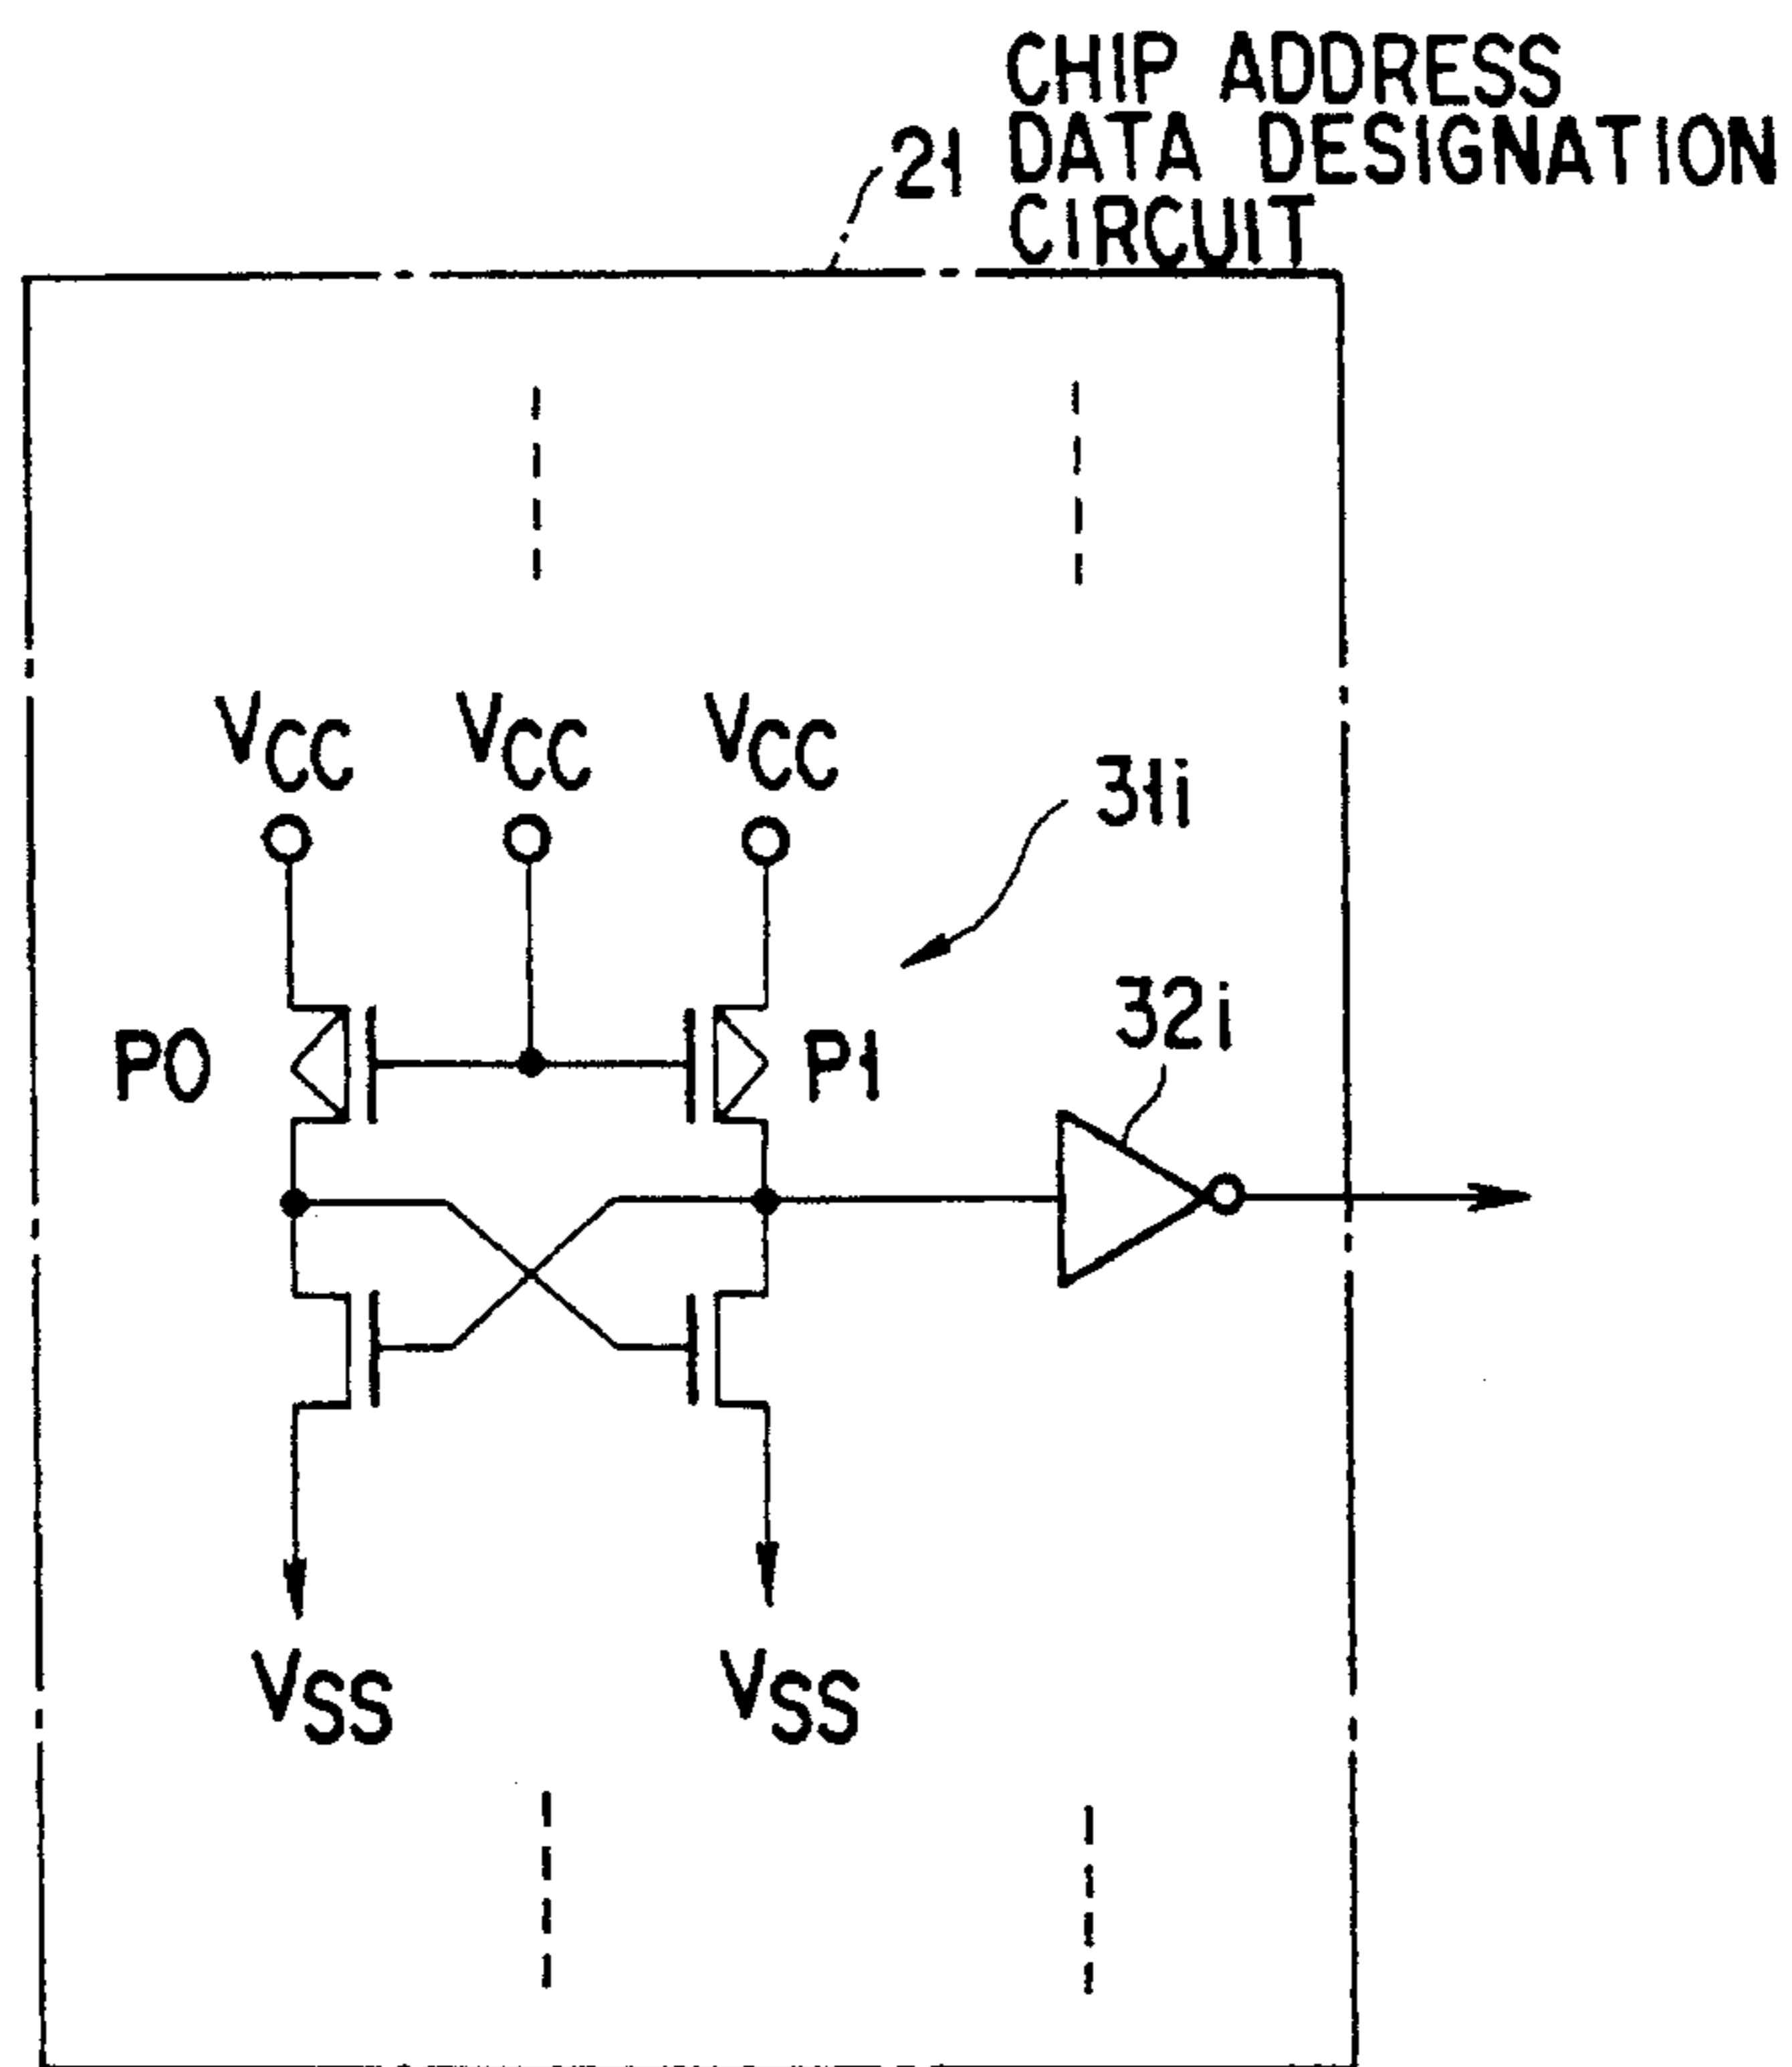 CHIP ADDRESS
21 DATA DESIGNATION
CIRCUIT
VCC VCC VCC
31i
32i
P0 P1
VSS VSS